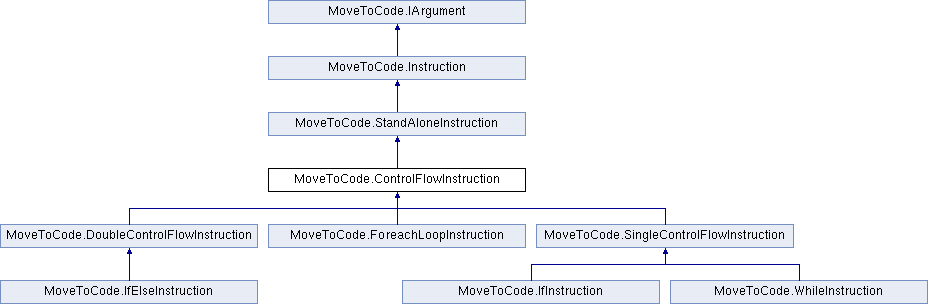 MoveToCode.IArgument
MoveToCode.Instruction
MoveToCode.StandAloneInstruction
MoveToCode.ControlFlowInstruction
MoveToCode.DoubleControlFlowInstruction
MoveToCode.ForeachLoopInstruction
MoveToCode.SingleControlFlowInstruction
MoveToCode.IfElseInstruction
MoveToCode.IfInstruction
MoveToCode.WhileInstruction